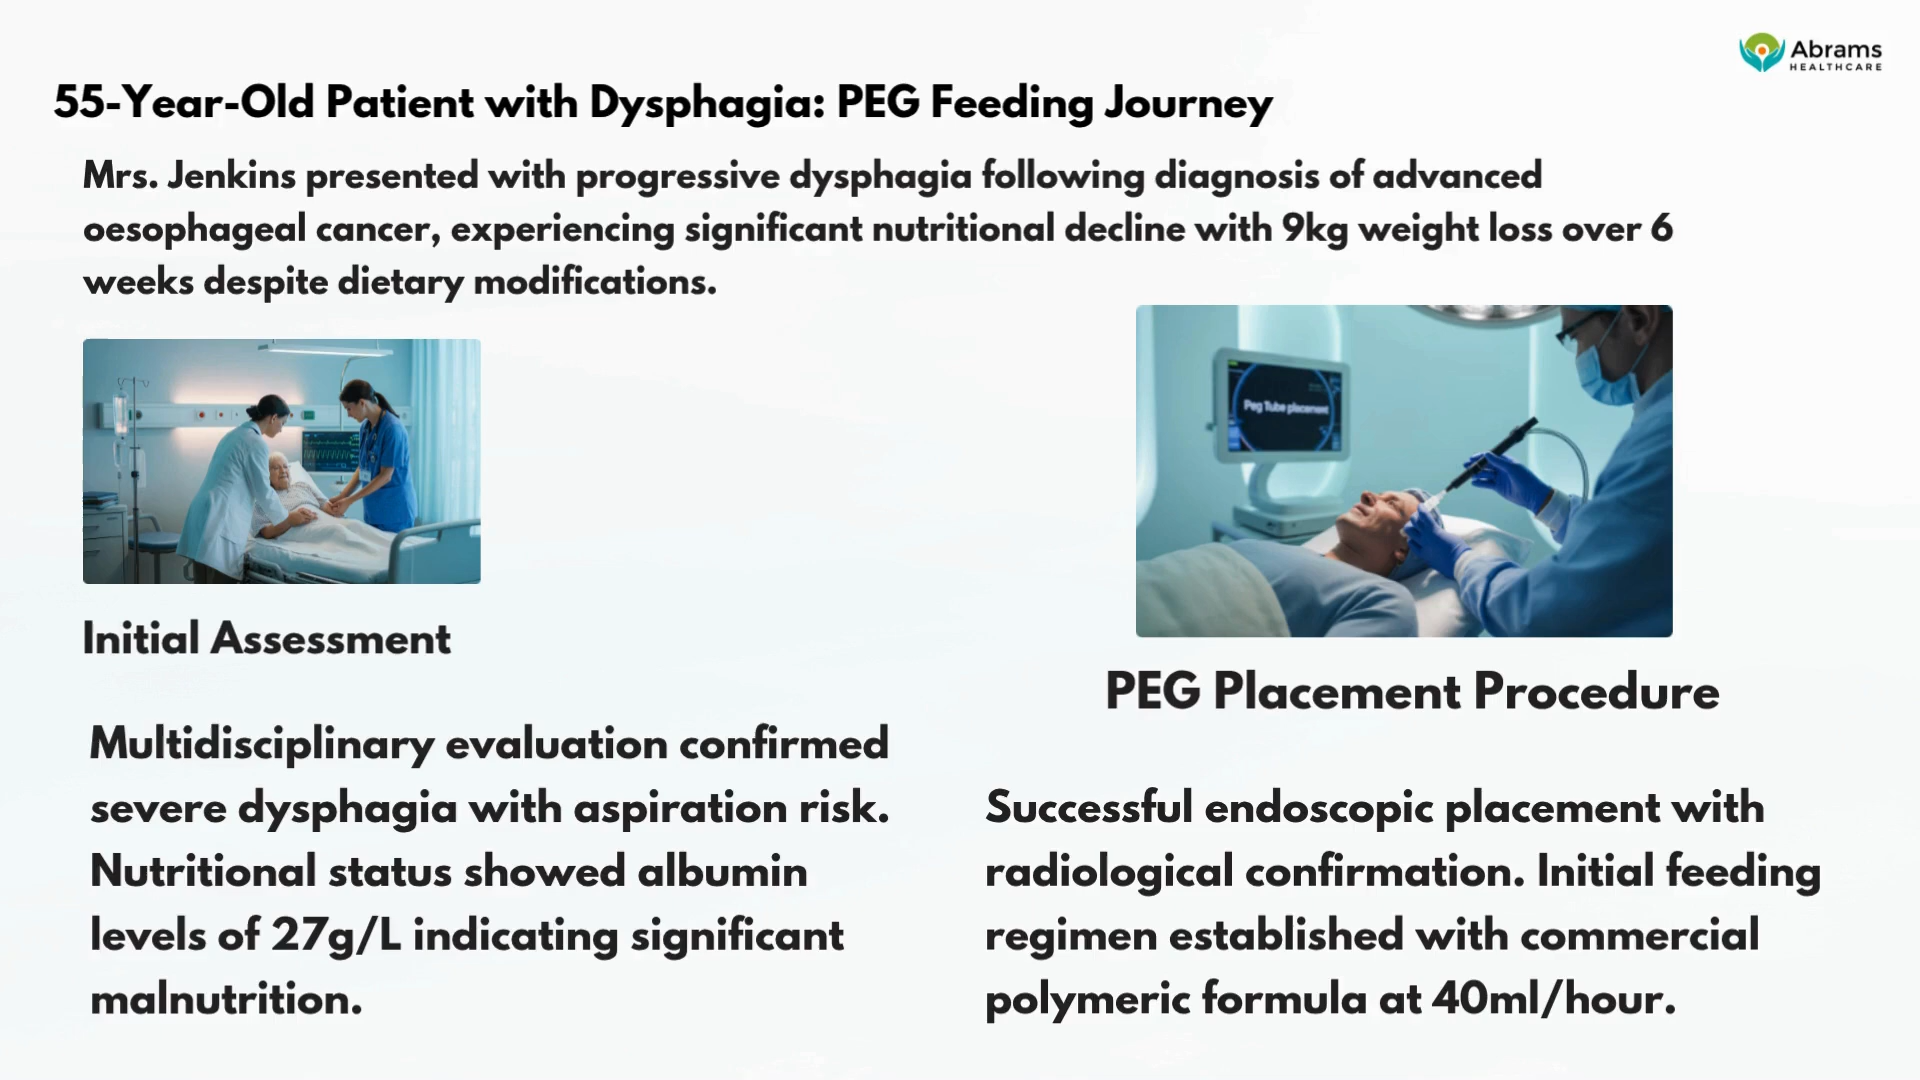 Abrams
HEALTHCARE
55-Year-Old Patient with Dysphagia: PEG Feeding Journey
Mrs. Jenkins presented with progressive dysphagia following diagnosis of advanced
oesophageal cancer, experiencing significant nutritional decline with 9kg weight loss over 6
weeks despite dietary modifications.
Initial Assessment
Multidisciplinary evaluation confirmed
severe dysphagia with aspiration risk.
Nutritional status showed albumin
levels of 27g/L indicating significant
malnutrition.
Peg Tube placement
PEG Placement Procedure
Successful endoscopic placement with
radiological confirmation. Initial feeding
regimen established with commercial
polymeric formula at 40ml/hour.